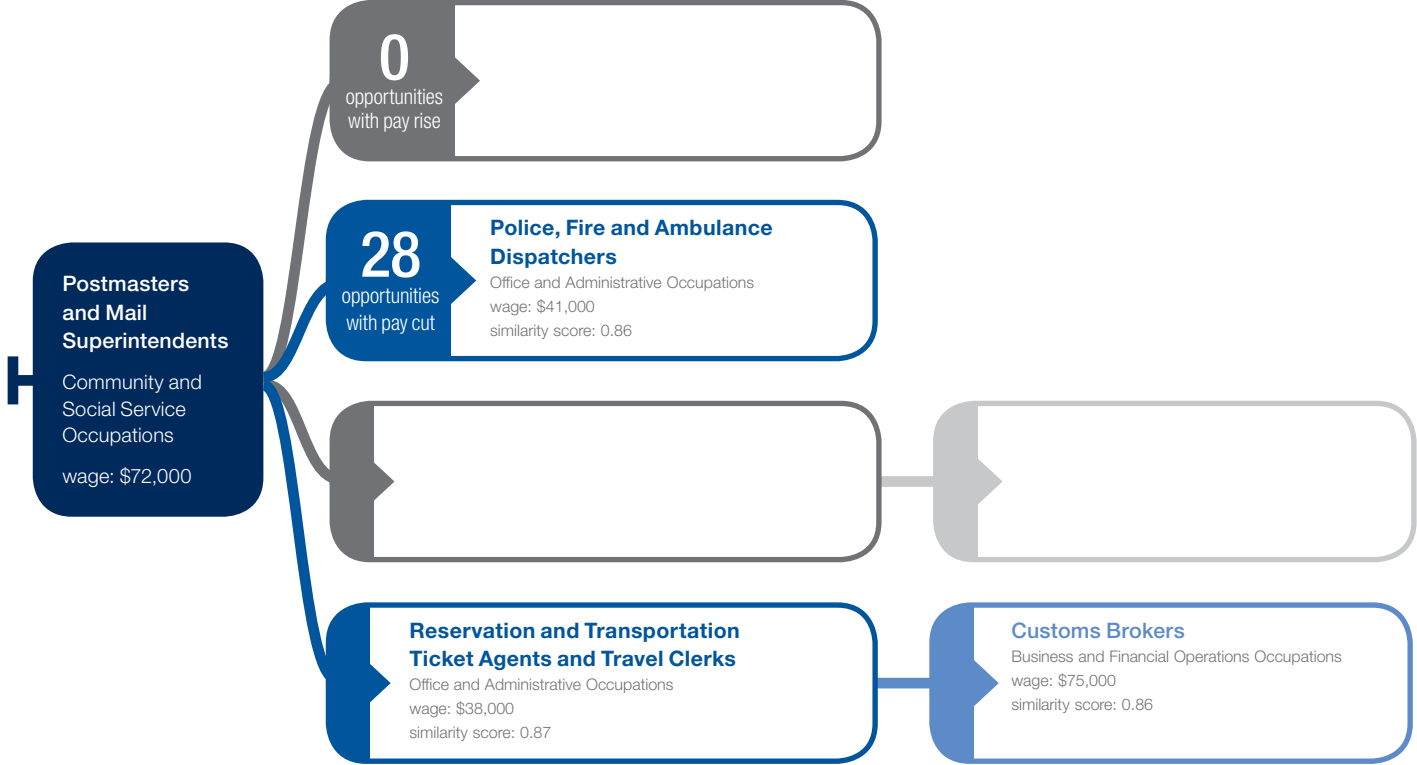 Postmasters
and Mail
Superintendents
Community and
Social Service
Occupations
wage: $72,000
0
opportunities
with pay rise
28
opportunities
with pay cut
Police, Fire and Ambulance
Dispatchers
Office and Administrative Occupations
wage: $41,000
similarity score: 0.86
Reservation and Transportation
Ticket Agents and Travel Clerks
Office and Administrative Occupations
wage: $38,000
similarity score: 0.87
Customs Brokers
Business and Financial Operations Occupations
wage: $75,000
similarity score: 0.86